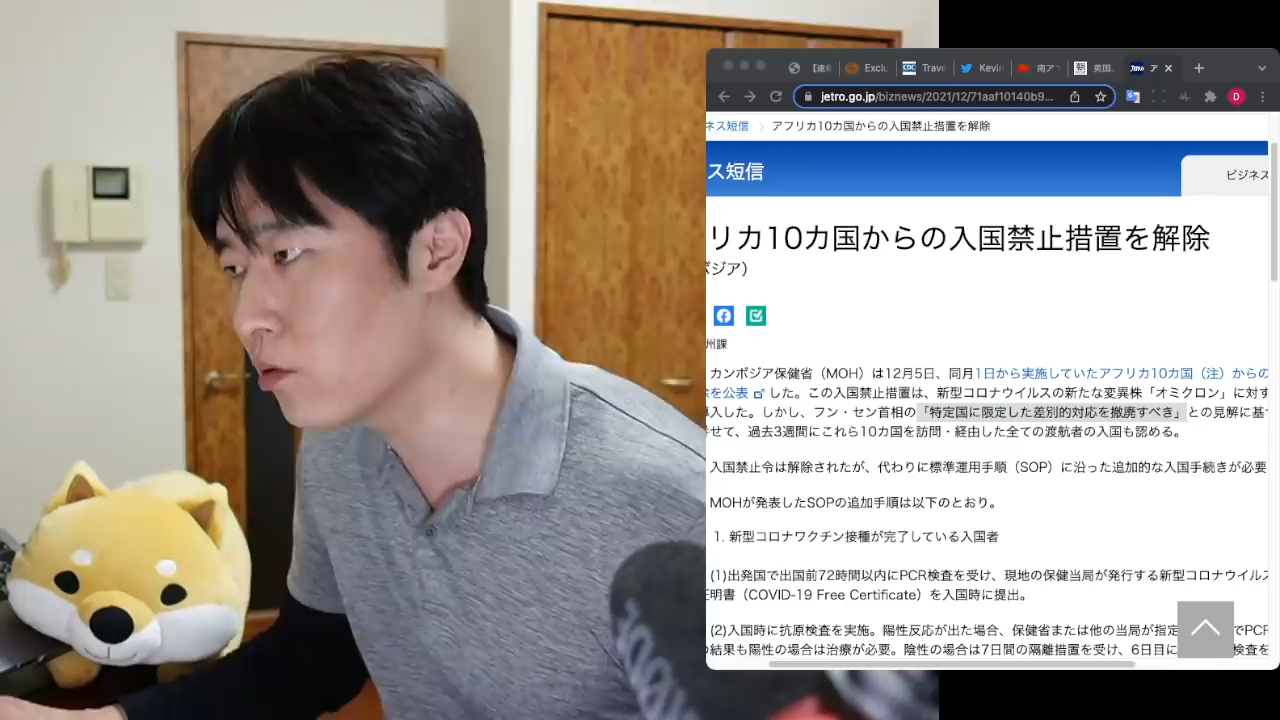 【速報
Exclu
CDC Trave
Kevin
南ア
朝 英国.
JETRO ア
jetro.go.jp/biznews/2021/12/71aaf10140b9...
D
ネス短信 > アフリカ10カ国からの入国禁止措置を解除
ス短信
ビジネス
リカ10カ国からの入国禁止措置を解除
ボジア）
州課
カンボジア保健省（MOH）は12月5日、同月1日から実施していたアフリカ10カ国（注）からの
を公表 した。この入国禁止措置は、新型コロナウイルスの新たな変異株「オミクロン」に対す
導入した。しかし、フン・セン首相の「特定国に限定した差別的対応を撤廃すべき」との見解に基づ
せて、過去3週間にこれら10カ国を訪問・経由した全ての渡航者の入国も認める。
入国禁止令は解除されたが、代わりに標準運用手順（SOP）に沿った追加的な入国手続きが必要
MOHが発表したSOPの追加手順は以下のとおり。
1. 新型コロナワクチン接種が完了している入国者
(1)出発国で出国前72時間以内にPCR検査を受け、現地の保健当局が発行する新型コロナウイルス
証明書（COVID-19 Free Certificate）を入国時に提出。
(2)入国時に抗原検査を実施。陽性反応が出た場合、保健省または他の当局が指定 でPCR
結果も陽性の場合は治療が必要。陰性の場合は7日間の隔離措置を受け、6日目に 検査を